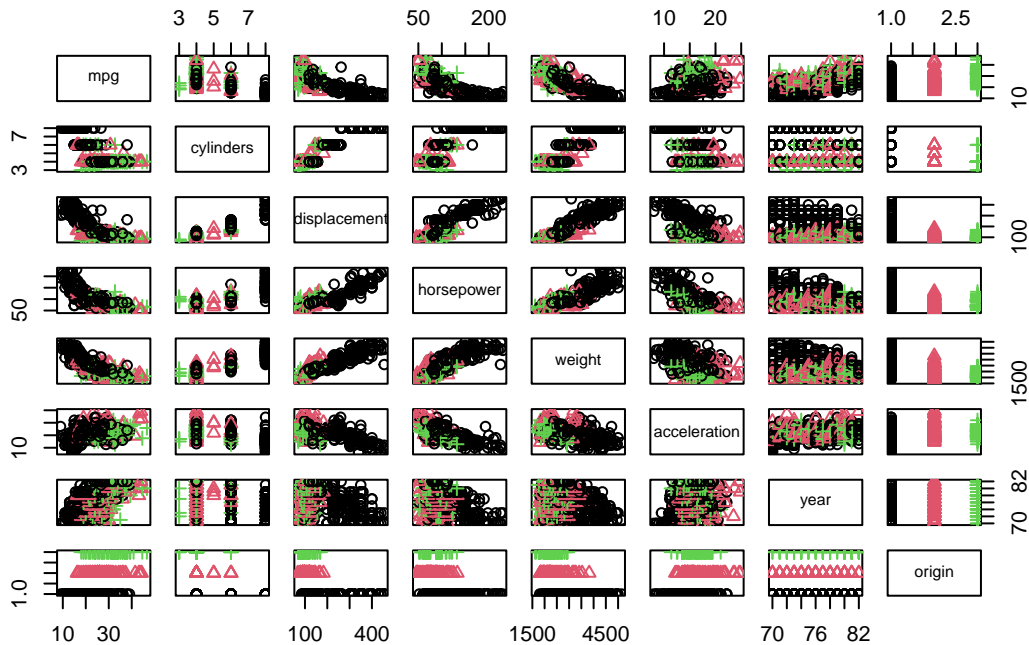 3 5 7 50 200 10 20 1.0 2.5
mpg
10
7
3
cylinders
displacement
100
50
horsepower
weight
1500
10
acceleration
year
70 82
1.0
origin
10 30 100 400 1500 4500 70 76 82